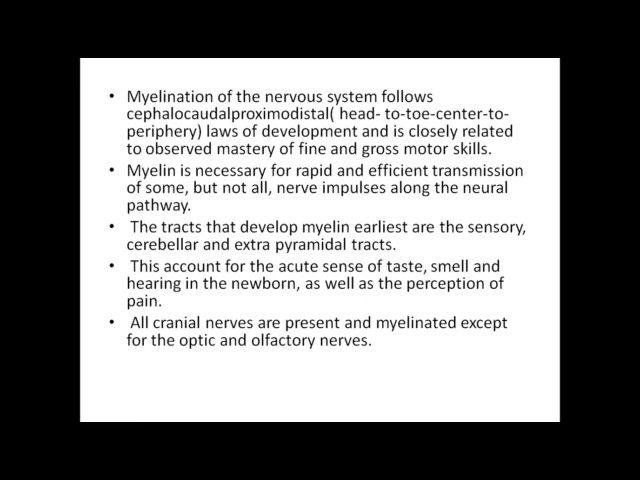 • Myelination of the nervous system follows
cephalocaudalproximodistal( head- to-toe-center-to-
periphery) laws of development and is closely related
to observed mastery of fine and gross motor skills.
• Myelin is necessary for rapid and efficient transmission
of some, but not all, nerve impulses along the neural
pathway.
• The tracts that develop myelin earliest are the sensory,
cerebellar and extra pyramidal tracts.
• This account for the acute sense of taste, smell and
hearing in the newborn, as well as the perception of
pain.
• All cranial nerves are present and myelinated except
for the optic and olfactory nerves.